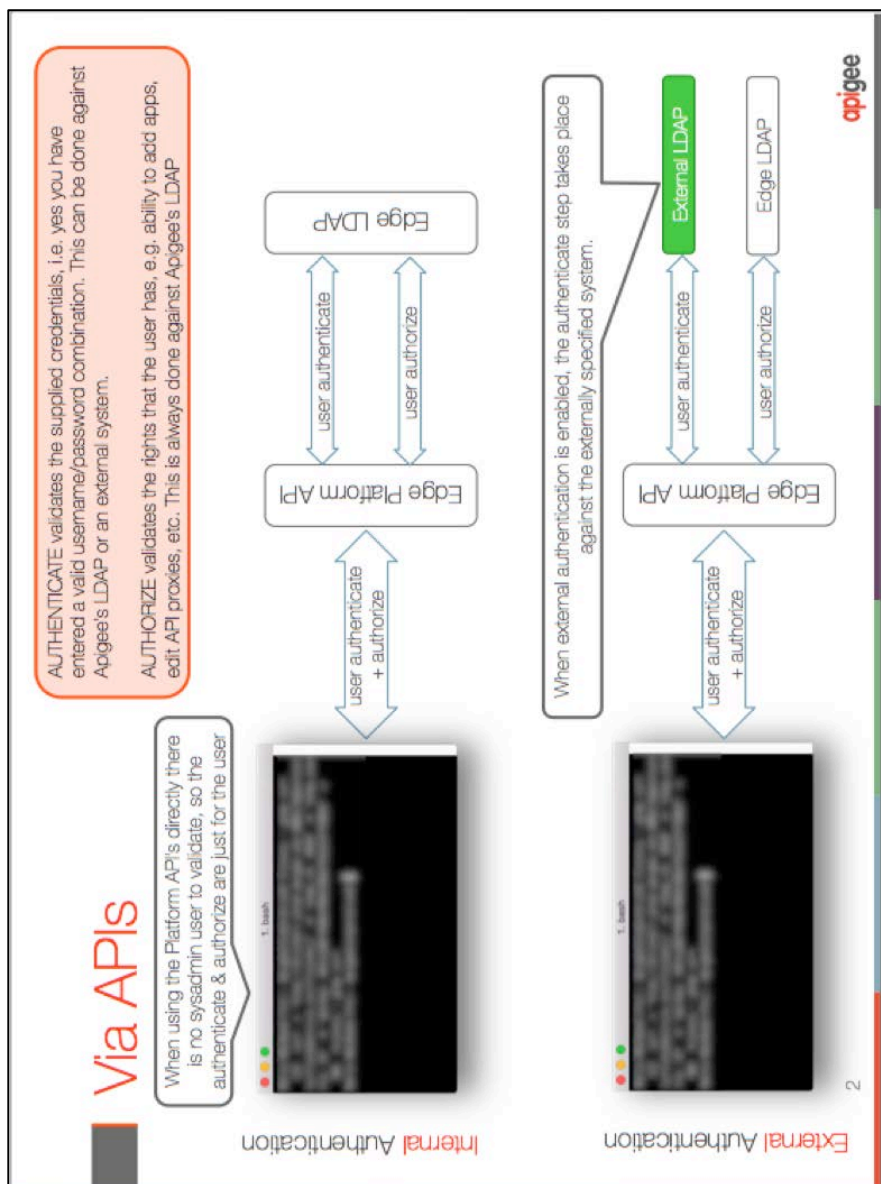 Via APIs
AUTHENTICATE validates the supplied credentials, i.e. yes you have
entered a valid username/password combination. This can be done against
Apigee's LDAP or an external system.
AUTHORIZE validates the rights that the user has, e.g. ability to add apps,
edit API proxies, etc. This is always done against Apigee's LDAP
When using the Platform API's directly there
is no sysadmin user to validate, so the
authenticate & authorize are just for the user
Internal Authentication
1. bash
user authenticate
+ authorize
Edge Platform API
user authenticate
user authorize
Edge LDAP
When external authentication is enabled, the authenticate step takes place
against the externally specified system.
External Authentication
1. bash
user authenticate
+ authorize
Edge Platform API
user authenticate
user authorize
External LDAP
Edge LDAP
2
apigee